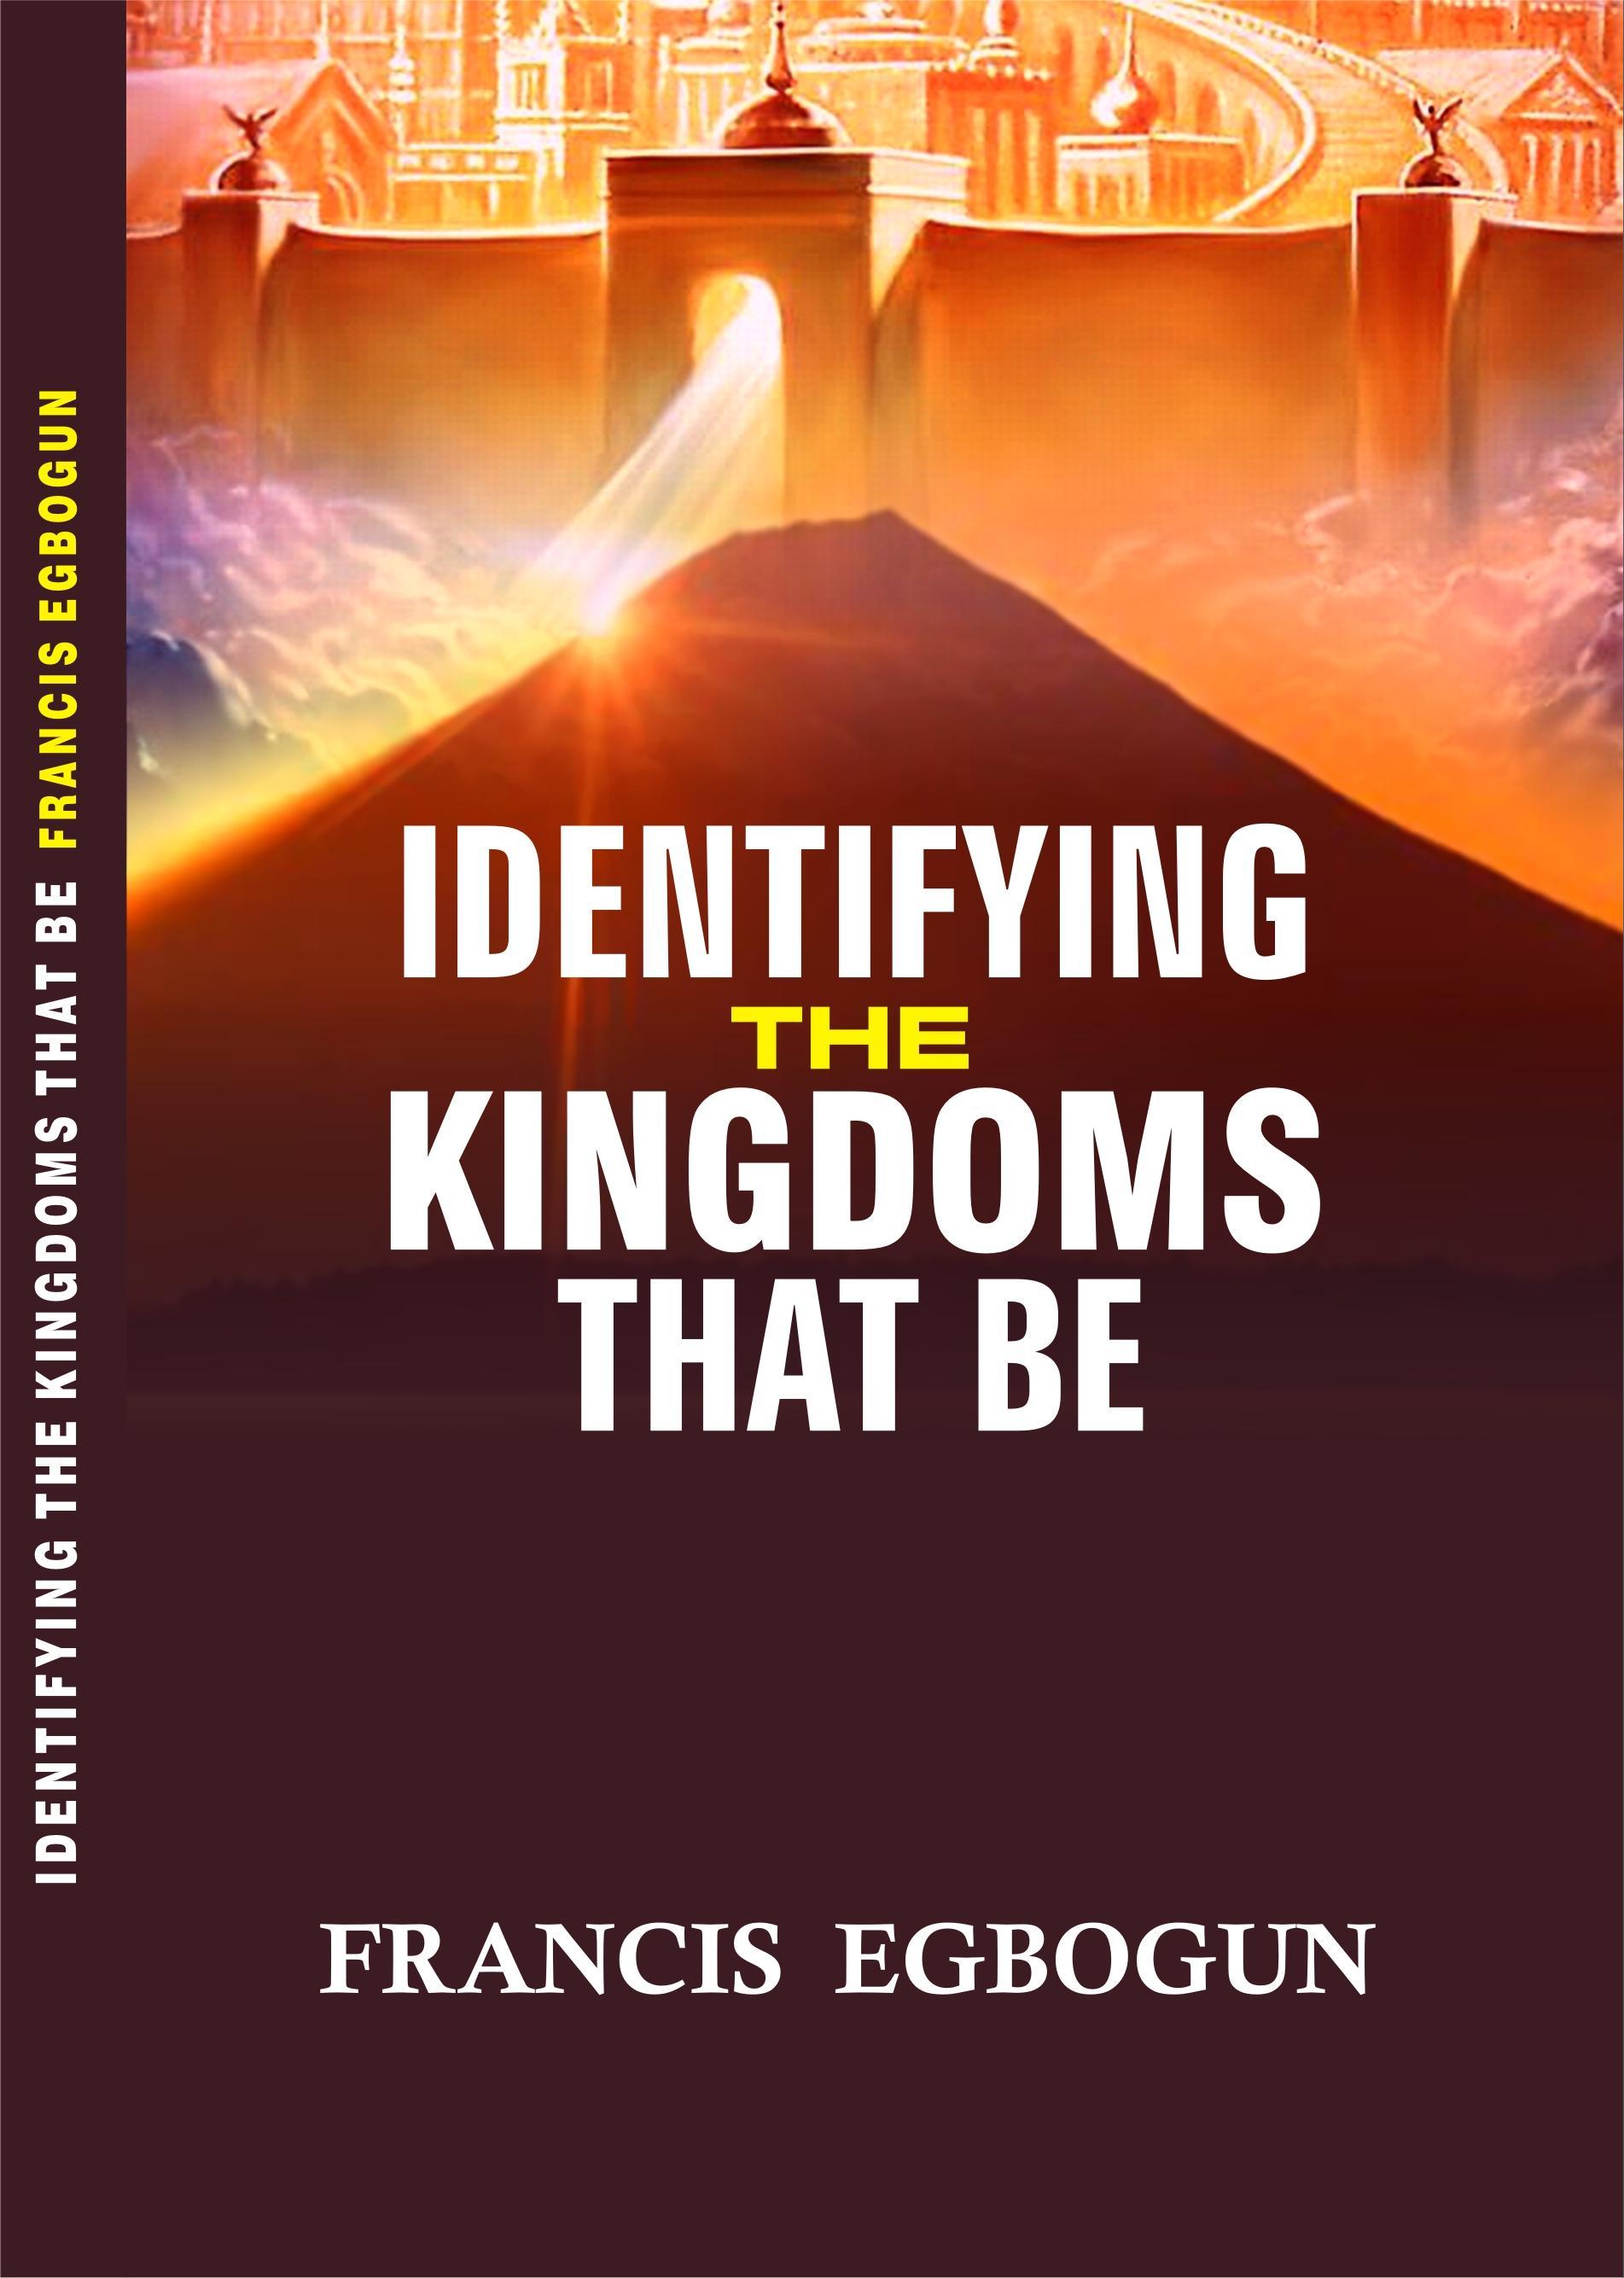 IDENTIFYING THE KINGDOMS THAT BE FRANCIS EGBOGUN
IDENTIFYING
THE
KINGDOMS
THAT BE
FRANCIS EGBOGUN